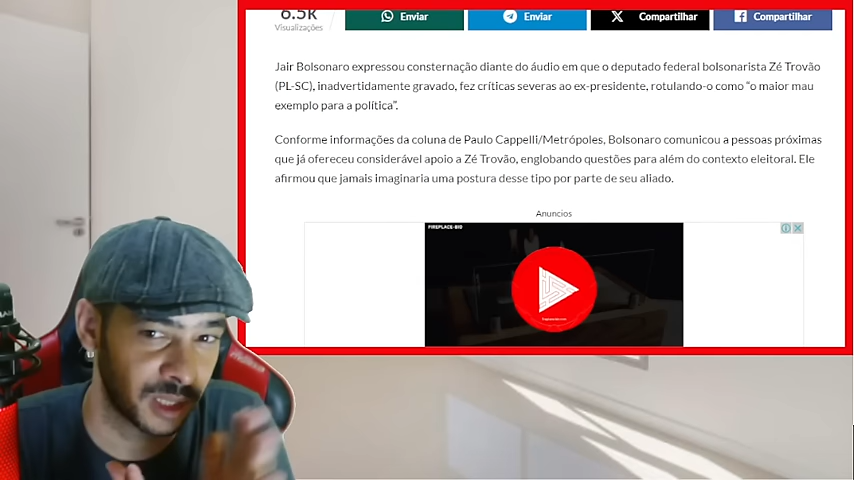 6.5K
Visualizações
Enviar
Enviar
Compartilhar
Compartilhar
Jair Bolsonaro expressou consternação diante do áudio em que o deputado federal bolsonarista Zé Trovão
(PL-SC), inadvertidamente gravado, fez críticas severas ao ex-presidente, rotulando-o como “o maior mau
exemplo para a política”.
Conforme informações da coluna de Paulo Cappelli/Metrópoles, Bolsonaro comunicou a pessoas próximas
que já ofereceu considerável apoio a Zé Trovão, englobando questões para além do contexto eleitoral. Ele
afirmou que jamais imaginaria uma postura desse tipo por parte de seu aliado.
Anuncios
FIREPLACE-BIO